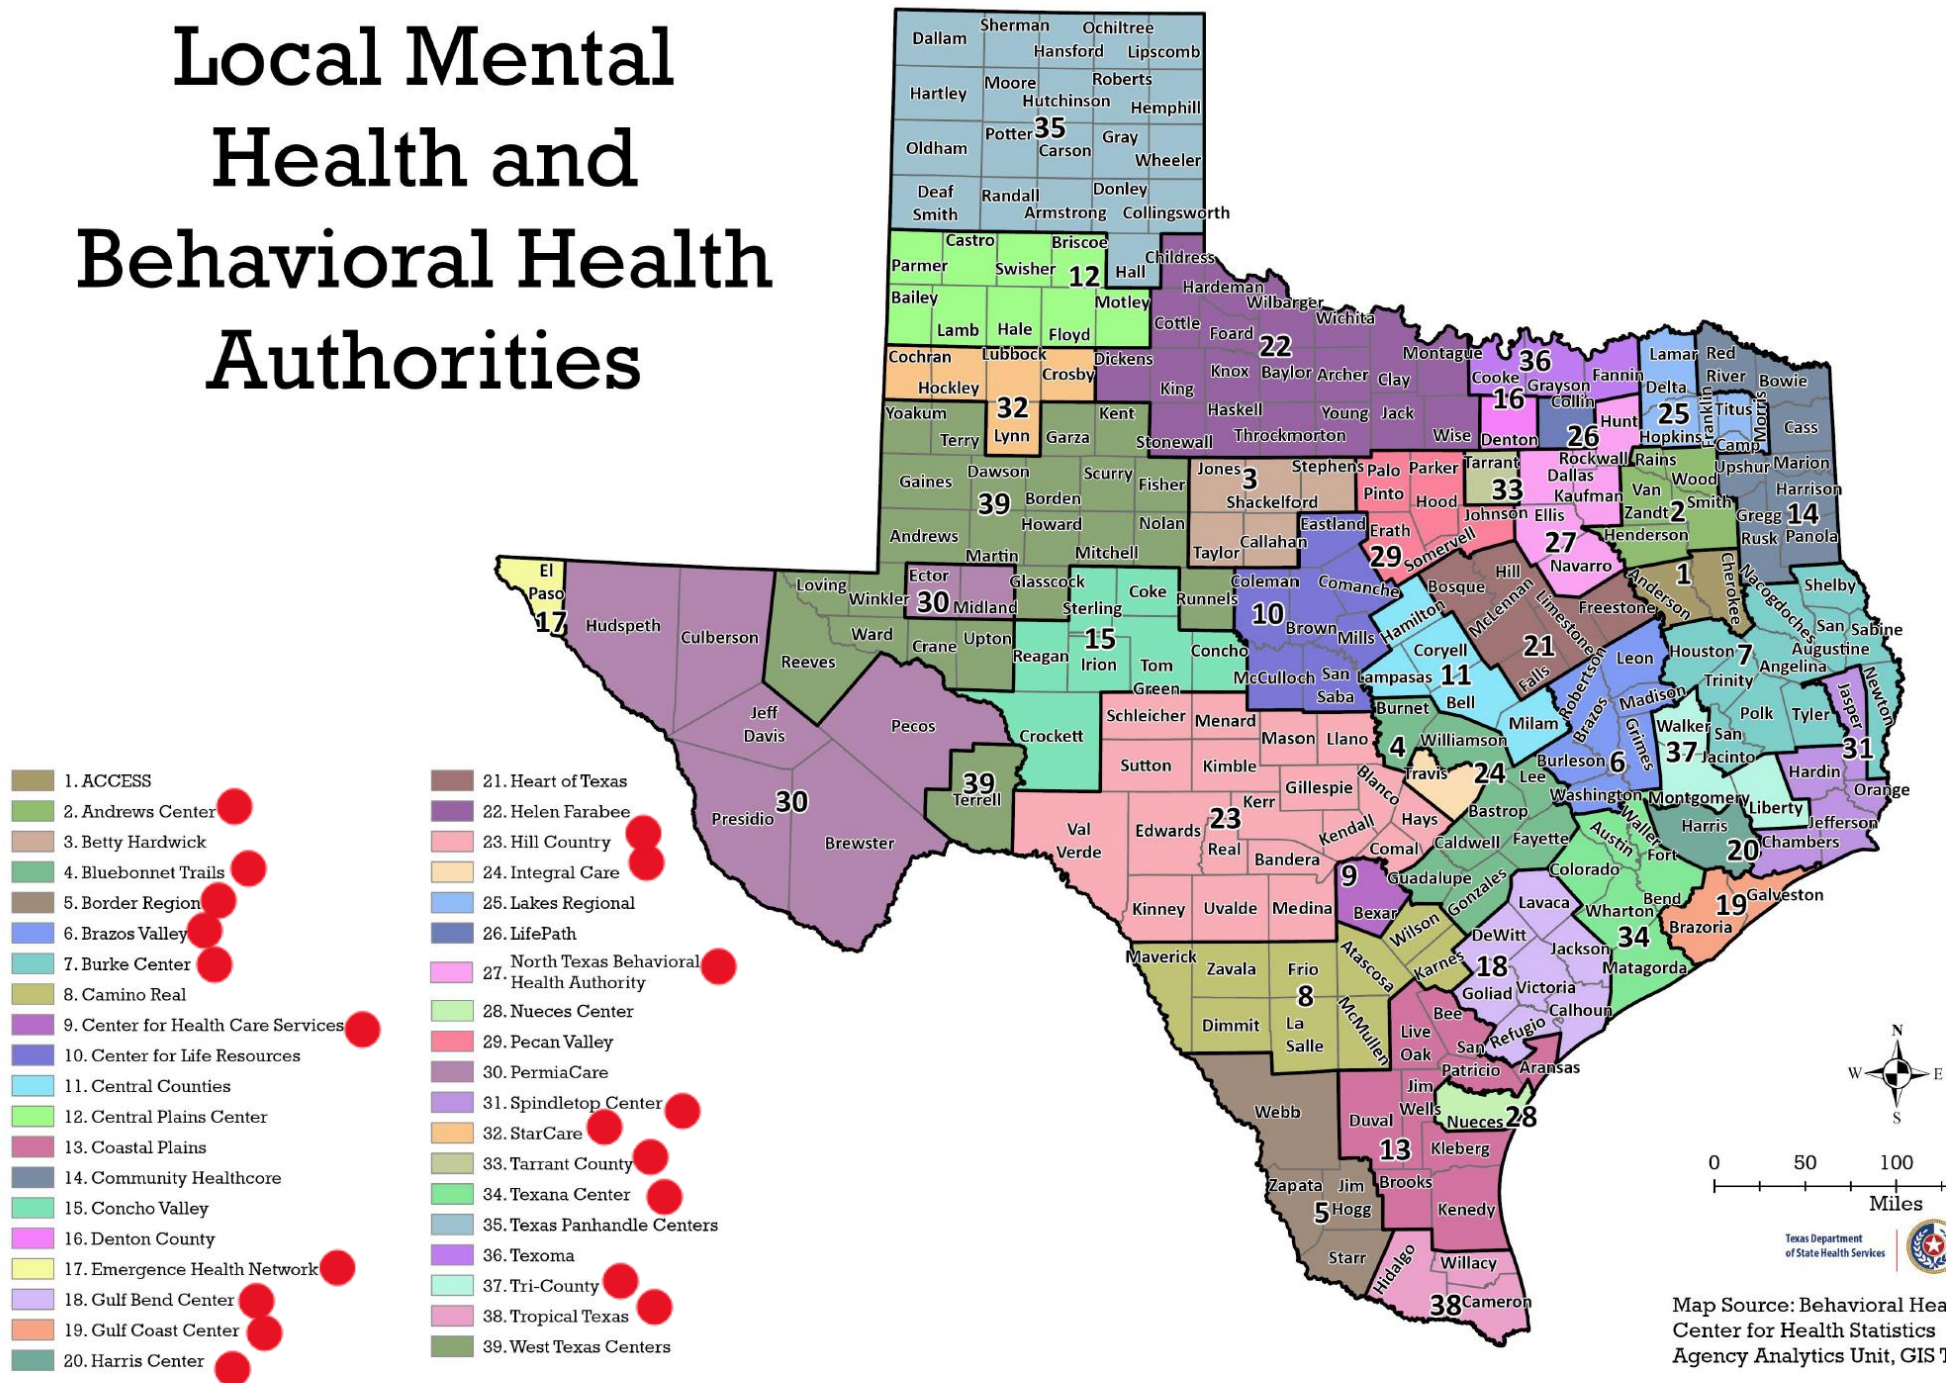 Local Mental
Health and
Behavioral Health
Authorities
Dallam
Sherman
Hansford
Ochiltree
Lipscomb
Hartley
Moore
Hutchinson
Roberts
Hemphill
Oldham
Potter
35
Carson
Gray
Wheeler
Deaf
Smith
Randall
Armstrong
Donley
Collingsworth
Parmer
Castro
Swisher
Briscoe
12
Hall
Childress
Bailey
Lamb
Hale
Floyd
Motley
Cottle
Hardeman
Foard
Wilbarger
Wichita
22
Cochran
Hockley
Lubbock
Crosby
Dickens
King
Knox
Baylor
Archer
Clay
Montague
32
Lynn
Yoakum
Terry
Garza
Kent
Stonewall
Haskell
Throckmorton
Young
Jack
Wise
36
Cooke
Grayson
Fannin
16
Denton
Collin
26
Hunt
Lamar
Delta
25
Hopkins
Franklin
Titus
Camp
Morris
Red
River
Bowie
Cass
Gaines
Dawson
39
Borden
Scurry
Fisher
Andrews
Martin
Howard
Mitchell
Nolan
Jones
3
Shackelford
Stephens
Taylor
Callahan
Eastland
Palo
Pinto
Parker
Hood
Erath
29
Somervell
Johnson
Tarrant
33
Rockwall
Dallas
Kaufman
Ellis
27
Navarro
Rains
Wood
Van
Zandt
2
Smith
Henderson
Upshur
Marion
Harrison
Gregg
14
Rusk
Panola
El
Paso
17
Hudspeth
Culberson
Loving
Winkler
Ector
30
Midland
Glasscock
Reeves
Ward
Crane
Upton
Sterling
Coke
Runnels
15
Reagan
Irion
Tom
Green
Concho
Coleman
10
Brown
Comanche
Mills
McCulloch
San
Saba
Hamilton
Coryell
Lampasas
11
Bell
Milam
Bosque
Hill
McLennan
Limestone
Freestone
21
Falls
Anderson
1
Cherokee
Nacogdoches
Shelby
San
Augustine
Sabine
Houston
7
Angelina
Trinity
Polk
Tyler
Jasper
Newton
Leon
Robertson
Madison
Brazos
Grimes
Burleson
6
Washington
Walker
37
San
Jacinto
Montgomery
Liberty
31
Hardin
Orange
Jefferson
Chambers
Jeff
Davis
Pecos
Presidio
30
Brewster
39
Terrell
Crockett
Schleicher
Menard
Mason
Llano
Sutton
Kimble
Gillespie
Blanco
Val
Verde
Edwards
23
Kerr
Real
Bandera
Kendall
Hays
Comal
Kinney
Uvalde
Medina
Burnet
4
Williamson
Travis
24
Lee
Bastrop
Caldwell
Fayette
Guadalupe
Gonzales
9
Bexar
Austin
Waller
Harris
20
Fort
Bend
Colorado
Wharton
34
Matagorda
19
Galveston
Brazoria
Maverick
Zavala
Frio
8
Atascosa
Wilson
Karnes
Dimmit
La
Salle
McMullen
Lavaca
DeWitt
18
Jackson
Goliad
Victoria
Calhoun
Refugio
Bee
Live
Oak
San
Patricio
Aransas
Webb
Duval
Jim
Wells
Nueces
28
13
Kleberg
Zapata
Jim
Hogg
5
Brooks
Kenedy
Starr
Hidalgo
Willacy
38
Cameron
1. ACCESS
2. Andrews Center
3. Betty Hardwick
4. Bluebonnet Trails
5. Border Region
6. Brazos Valley
7. Burke Center
8. Camino Real
9. Center for Health Care Services
10. Center for Life Resources
11. Central Counties
12. Central Plains Center
13. Coastal Plains
14. Community Healthcore
15. Concho Valley
16. Denton County
17. Emergence Health Network
18. Gulf Bend Center
19. Gulf Coast Center
20. Harris Center
21. Heart of Texas
22. Helen Farabee
23. Hill Country
24. Integral Care
25. Lakes Regional
26. LifePath
27. North Texas Behavioral
Health Authority
28. Nueces Center
29. Pecan Valley
30. PermiaCare
31. Spindletop Center
32. StarCare
33. Tarrant County
34. Texana Center
35. Texas Panhandle Centers
36. Texoma
37. Tri-County
38. Tropical Texas
39. West Texas Centers
N
W E
S
0 50 100
Miles
Texas Department
of State Health Services
Map Source: Behavioral Hea
Center for Health Statistics
Agency Analytics Unit, GIS T